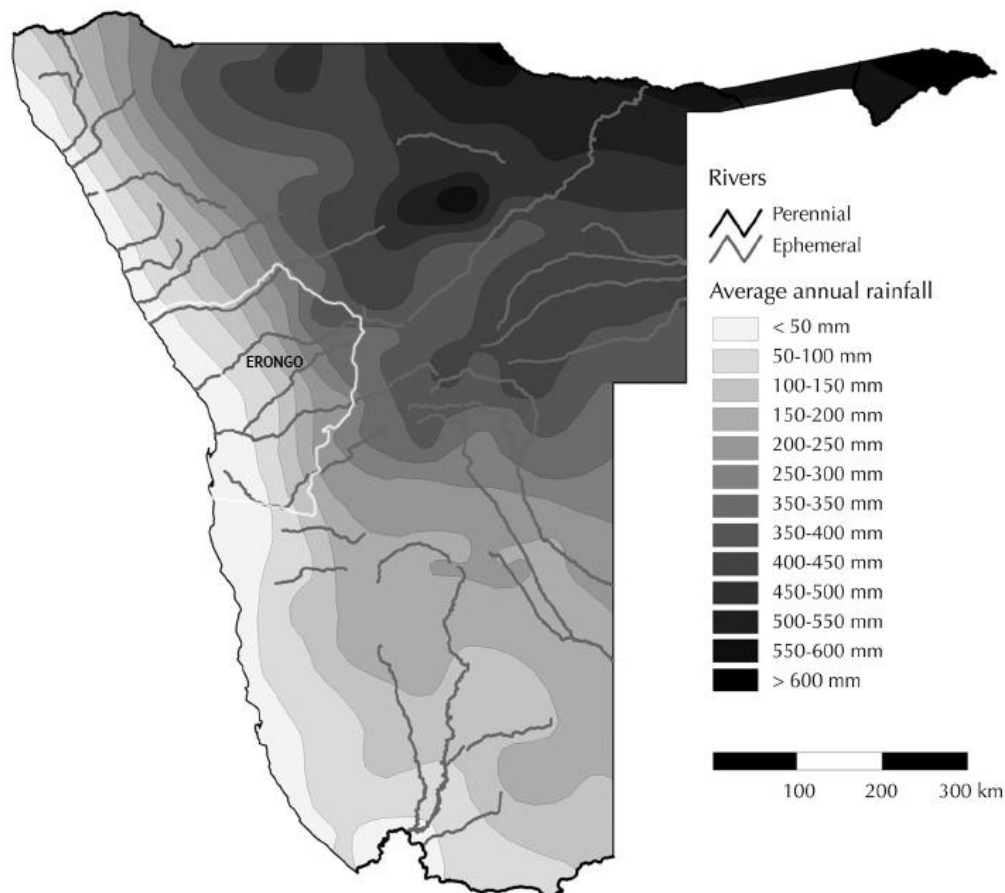 ERONGO
Rivers
Perennial
Ephemeral
Average annual rainfall
< 50 mm
50-100 mm
100-150 mm
150-200 mm
200-250 mm
250-300 mm
350-350 mm
350-400 mm
400-450 mm
450-500 mm
500-550 mm
550-600 mm
> 600 mm
100 200 300 km